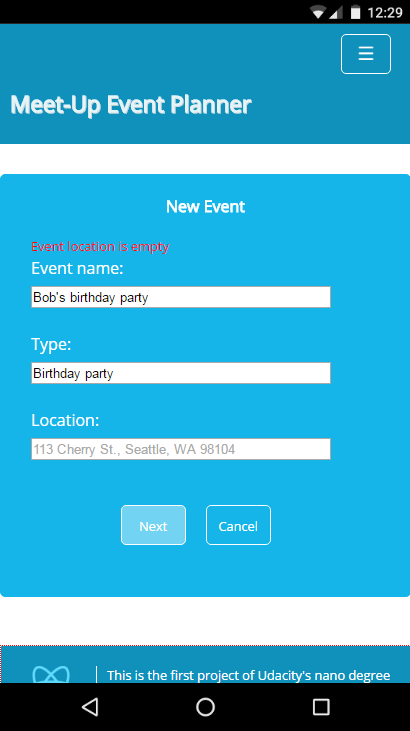 12:29
Meet-Up Event Planner
New Event
Event location is empty
Event name:
Bob's birthday party
Type:
Birthday party
Location:
113 Cherry St., Seattle, WA 98104
Next Cancel
This is the first project of Udacity's nano degree